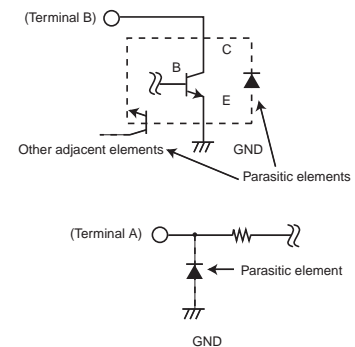 (Terminal B)
C
B
E
Other adjacent elements
GND
Parasitic elements
(Terminal A)
Parasitic element
GND